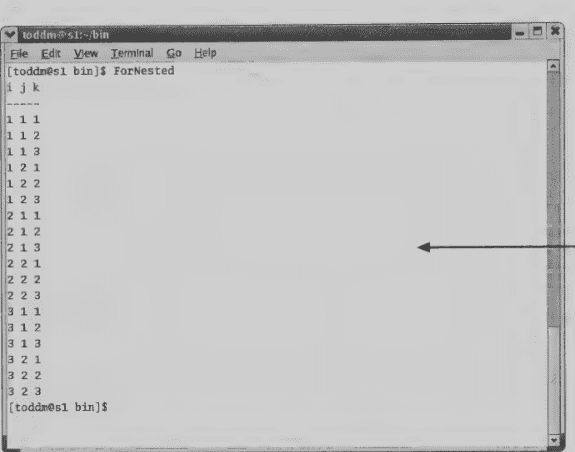 toddm@s1:~/bin
File Edit View Terminal Go Help
[toddm@s1 bin]$ ForNested
i j k
-----
1 1 1
1 1 2
1 1 3
1 2 1
1 2 2
1 2 3
2 1 1
2 1 2
2 1 3
2 2 1
2 2 2
2 2 3
3 1 1
3 1 2
3 1 3
3 2 1
3 2 2
3 2 3
[toddm@s1 bin]$